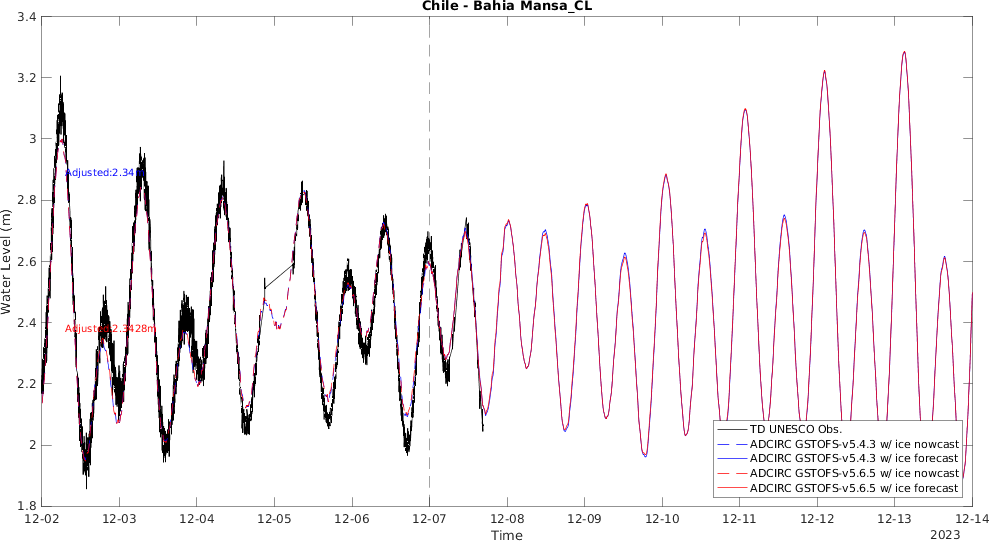 Chile - Bahia Mansa_CL
3.4
3.2
3
2.8
2.6
2.4
2.2
2
1.8
Water Level (m)
Adjusted:2.34
Adjusted:2.3428m
TD UNESCO Obs.
ADCIRC GSTOFS-v5.4.3 w/ ice nowcast
ADCIRC GSTOFS-v5.4.3 w/ ice forecast
ADCIRC GSTOFS-v5.6.5 w/ ice nowcast
ADCIRC GSTOFS-v5.6.5 w/ ice forecast
12-02 12-03 12-04 12-05 12-06 12-07 12-08 12-09 12-10 12-11 12-12 12-13 12-14
Time
2023